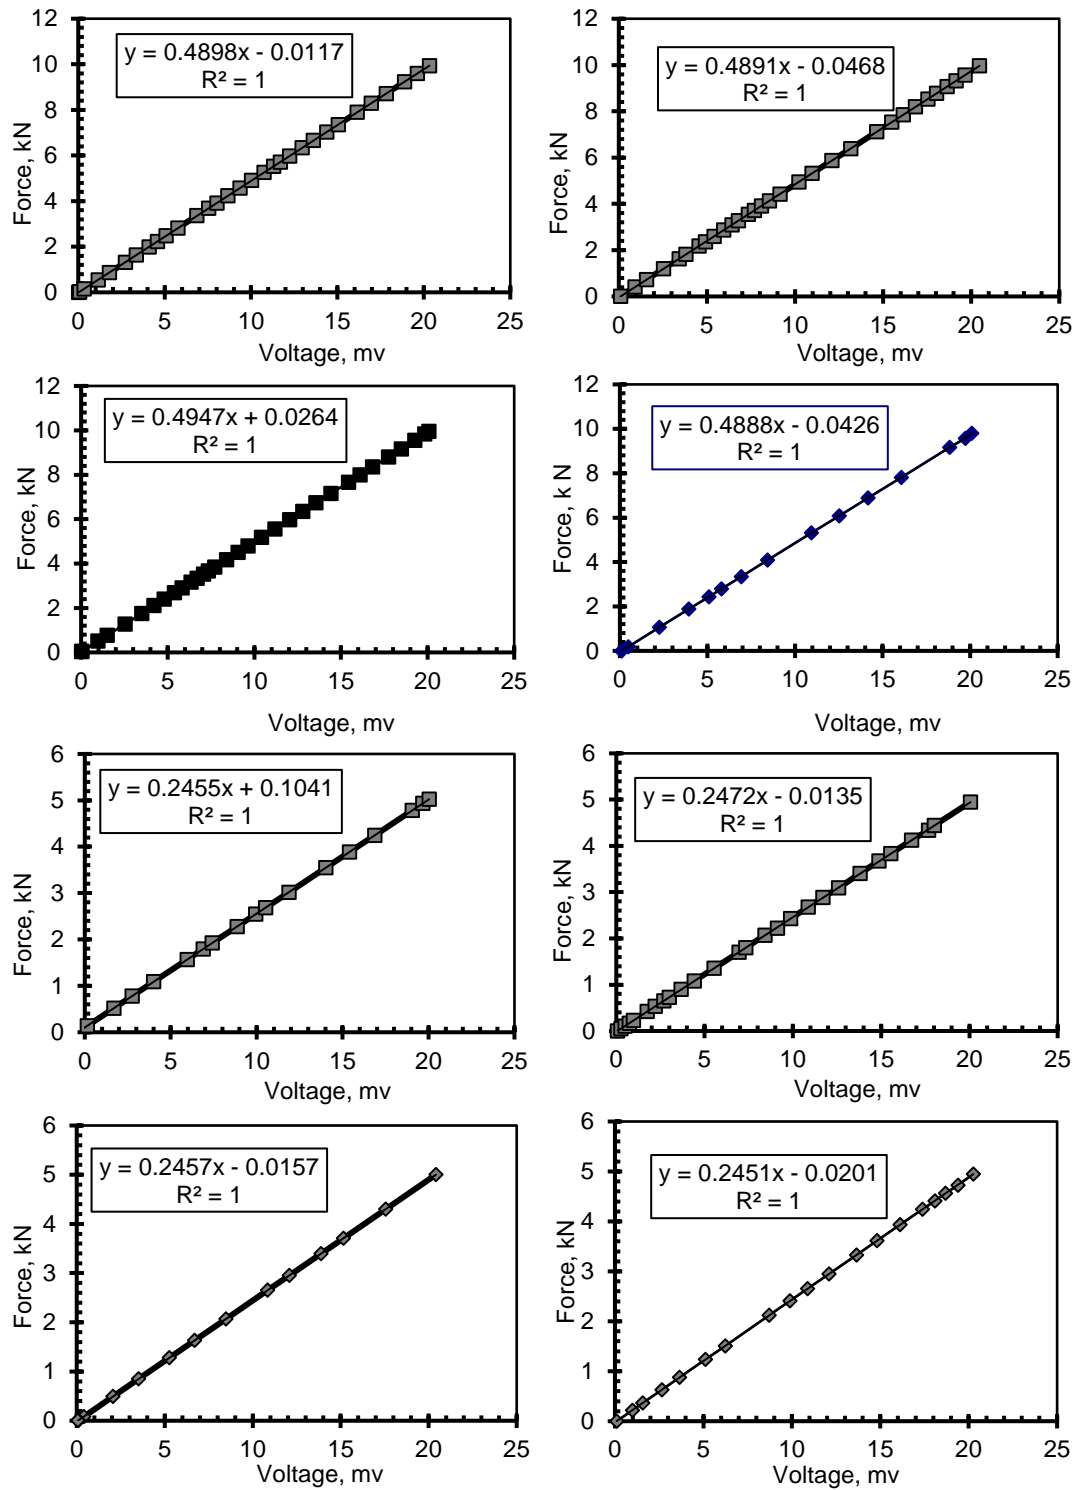 12
10
8
6
4
2
0
Force, kN
y = 0.4898x - 0.0117
R² = 1
0 5 10 15 20 25
Voltage, mv
12
10
8
6
4
2
0
Force, kN
y = 0.4891x - 0.0468
R² = 1
0 5 10 15 20 25
Voltage, mv
12
10
8
6
4
2
0
Force, kN
y = 0.4947x + 0.0264
R² = 1
0 5 10 15 20 25
Voltage, mv
12
10
8
6
4
2
0
Force, k N
y = 0.4888x - 0.0426
R² = 1
0 5 10 15 20 25
Voltage, mv
6
5
4
3
2
1
0
Force, kN
y = 0.2455x + 0.1041
R² = 1
0 5 10 15 20 25
Voltage, mv
6
5
4
3
2
1
0
Force, kN
y = 0.2472x - 0.0135
R² = 1
0 5 10 15 20 25
Voltage, mv
6
5
4
3
2
1
0
Force, kN
y = 0.2457x - 0.0157
R² = 1
0 5 10 15 20 25
Voltage, mv
6
5
4
3
2
1
0
Force, kN
y = 0.2451x - 0.0201
R² = 1
0 5 10 15 20 25
Voltage, mv